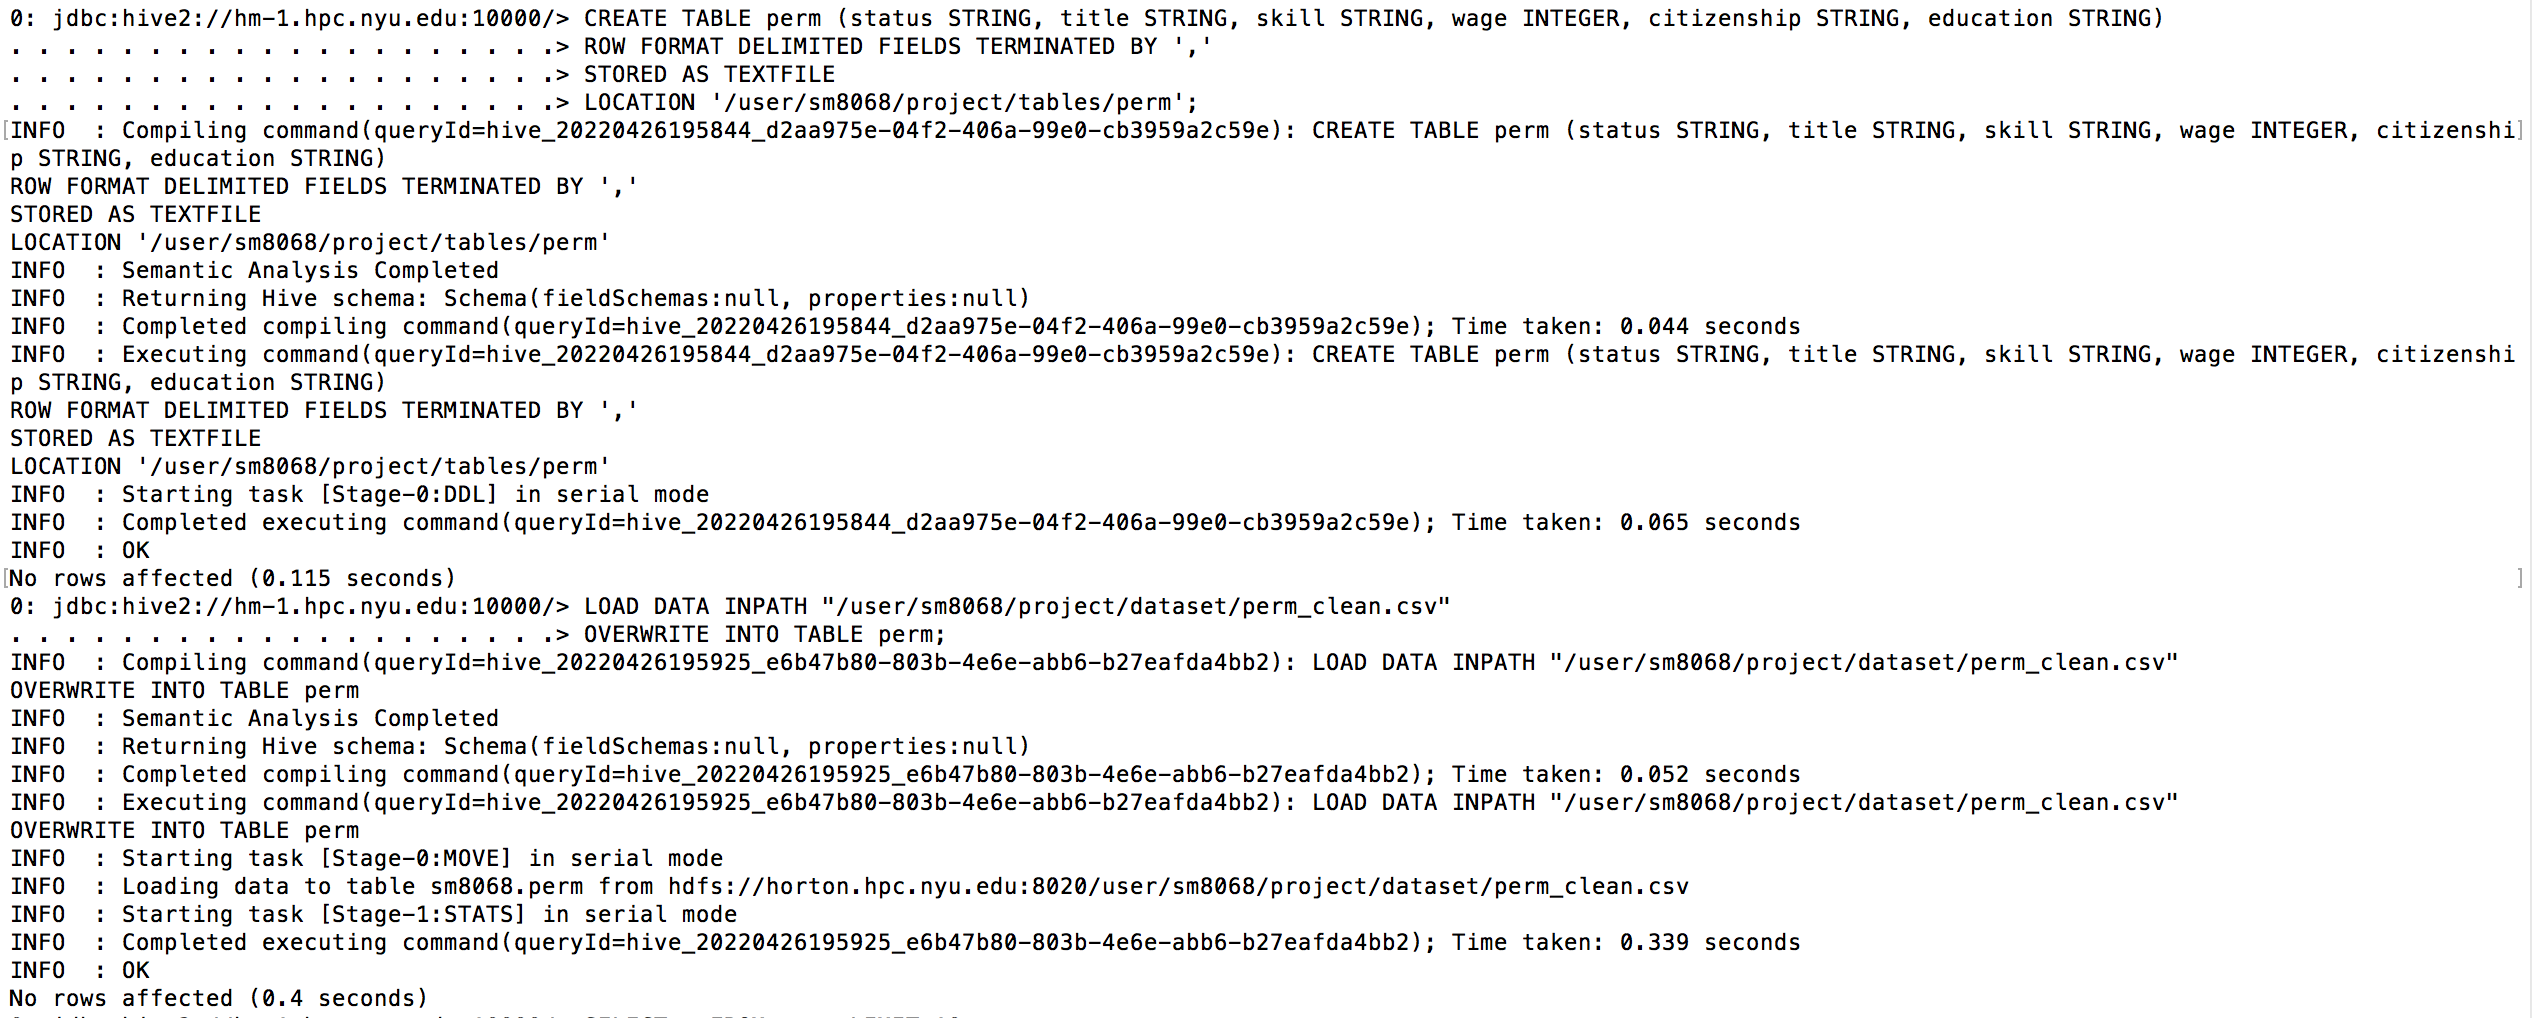 0: jdbc:hive2://hm-1.hpc.nyu.edu:10000/> CREATE TABLE perm (status STRING, title STRING, skill STRING, wage INTEGER, citizenship STRING, education STRING)
. . . . . . . . . . . . . . . . . . . .> ROW FORMAT DELIMITED FIELDS TERMINATED BY ','
. . . . . . . . . . . . . . . . . . . .> STORED AS TEXTFILE
. . . . . . . . . . . . . . . . . . . .> LOCATION '/user/sm8068/project/tables/perm';
[INFO  : Compiling command(queryId=hive_20220426195844_d2aa975e-04f2-406a-99e0-cb3959a2c59e): CREATE TABLE perm (status STRING, title STRING, skill STRING, wage INTEGER, citizenshi]
p STRING, education STRING)
ROW FORMAT DELIMITED FIELDS TERMINATED BY ','
STORED AS TEXTFILE
LOCATION '/user/sm8068/project/tables/perm'
INFO  : Semantic Analysis Completed
INFO  : Returning Hive schema: Schema(fieldSchemas:null, properties:null)
INFO  : Completed compiling command(queryId=hive_20220426195844_d2aa975e-04f2-406a-99e0-cb3959a2c59e); Time taken: 0.044 seconds
INFO  : Executing command(queryId=hive_20220426195844_d2aa975e-04f2-406a-99e0-cb3959a2c59e): CREATE TABLE perm (status STRING, title STRING, skill STRING, wage INTEGER, citizenshi
p STRING, education STRING)
ROW FORMAT DELIMITED FIELDS TERMINATED BY ','
STORED AS TEXTFILE
LOCATION '/user/sm8068/project/tables/perm'
INFO  : Starting task [Stage-0:DDL] in serial mode
INFO  : Completed executing command(queryId=hive_20220426195844_d2aa975e-04f2-406a-99e0-cb3959a2c59e); Time taken: 0.065 seconds
INFO  : OK
[No rows affected (0.115 seconds) ]
0: jdbc:hive2://hm-1.hpc.nyu.edu:10000/> LOAD DATA INPATH "/user/sm8068/project/dataset/perm_clean.csv"
. . . . . . . . . . . . . . . . . . . .> OVERWRITE INTO TABLE perm;
INFO  : Compiling command(queryId=hive_20220426195925_e6b47b80-803b-4e6e-abb6-b27eafda4bb2): LOAD DATA INPATH "/user/sm8068/project/dataset/perm_clean.csv"
OVERWRITE INTO TABLE perm
INFO  : Semantic Analysis Completed
INFO  : Returning Hive schema: Schema(fieldSchemas:null, properties:null)
INFO  : Completed compiling command(queryId=hive_20220426195925_e6b47b80-803b-4e6e-abb6-b27eafda4bb2); Time taken: 0.052 seconds
INFO  : Executing command(queryId=hive_20220426195925_e6b47b80-803b-4e6e-abb6-b27eafda4bb2): LOAD DATA INPATH "/user/sm8068/project/dataset/perm_clean.csv"
OVERWRITE INTO TABLE perm
INFO  : Starting task [Stage-0:MOVE] in serial mode
INFO  : Loading data to table sm8068.perm from hdfs://horton.hpc.nyu.edu:8020/user/sm8068/project/dataset/perm_clean.csv
INFO  : Starting task [Stage-1:STATS] in serial mode
INFO  : Completed executing command(queryId=hive_20220426195925_e6b47b80-803b-4e6e-abb6-b27eafda4bb2); Time taken: 0.339 seconds
INFO  : OK
No rows affected (0.4 seconds)